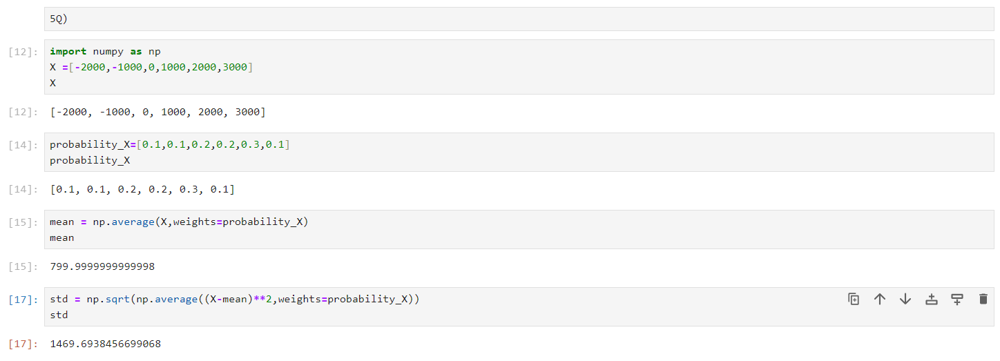 5Q)
[12]: import numpy as np
X =[-2000,-1000,0,1000,2000,3000]
X
[12]: [-2000, -1000, 0, 1000, 2000, 3000]
[14]: probability_X=[0.1,0.1,0.2,0.2,0.3,0.1]
probability_X
[14]: [0.1, 0.1, 0.2, 0.2, 0.3, 0.1]
[15]: mean = np.average(X,weights=probability_X)
mean
[15]: 799.9999999999998
[17]: std = np.sqrt(np.average((X-mean)**2,weights=probability_X))
std
[17]: 1469.6938456699068